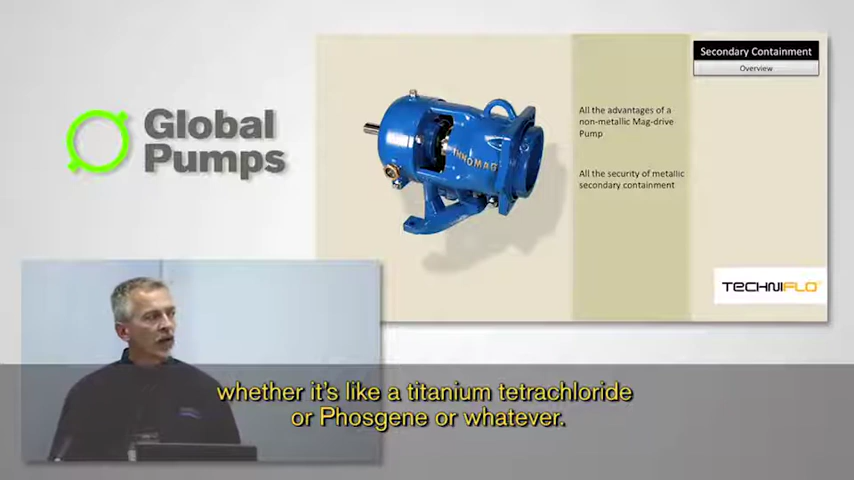 Global
Pumps
Secondary Containment
Overview
All the advantages of a
non-metallic Mag-drive
Pump
All the security of metallic
secondary containment
INNOMAG
TECHNIFLO
whether it's like a titanium tetrachloride
or Phosgene or whatever.